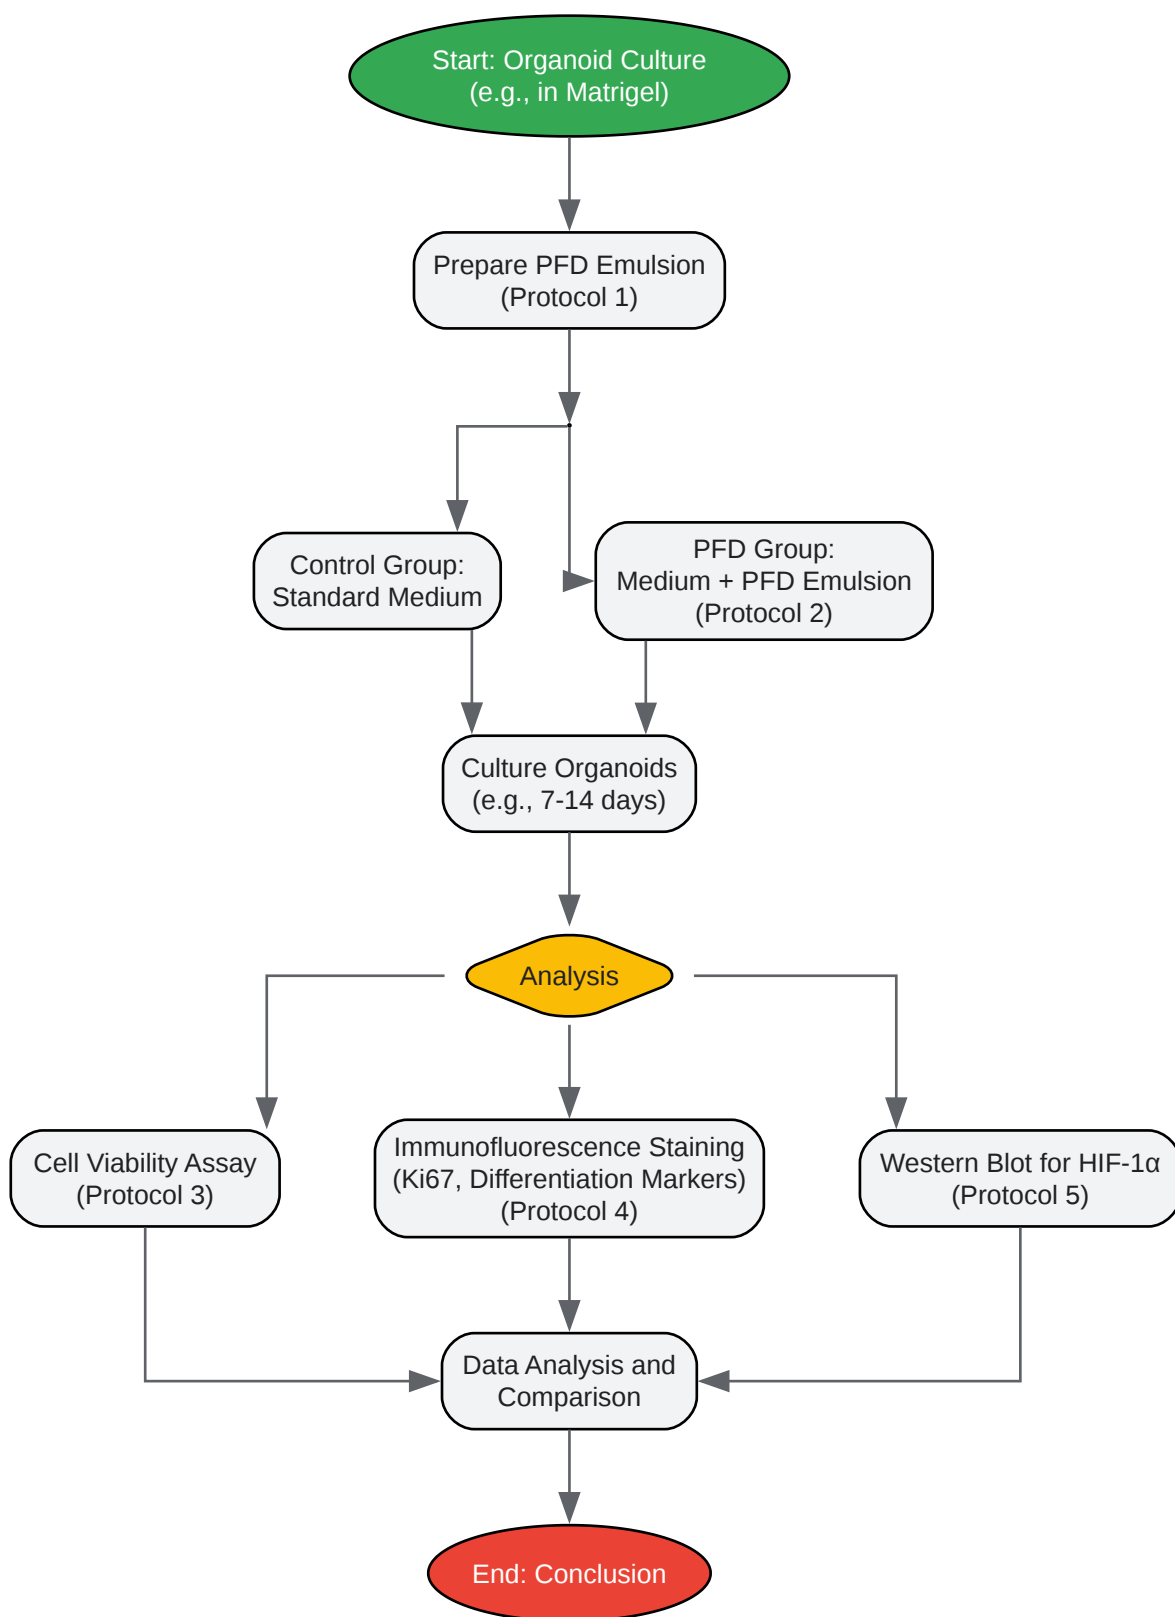 Start: Organoid Culture
(e.g., in Matrigel)
Prepare PFD Emulsion
(Protocol 1)
Control Group:
Standard Medium
PFD Group:
Medium + PFD Emulsion
(Protocol 2)
Culture Organoids
(e.g., 7-14 days)
Analysis
Cell Viability Assay
(Protocol 3)
Immunofluorescence Staining
(Ki67, Differentiation Markers)
(Protocol 4)
Western Blot for HIF-1α
(Protocol 5)
Data Analysis and
Comparison
End: Conclusion